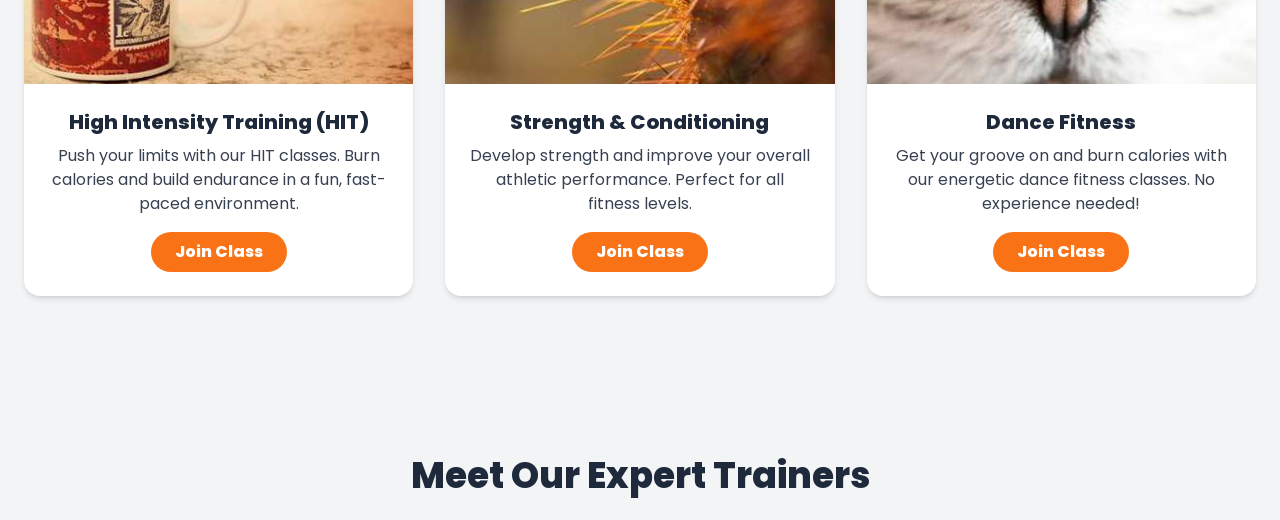 High Intensity Training (HIT)
Push your limits with our HIT classes. Burn
calories and build endurance in a fun, fast-
paced environment.
Join Class
Strength & Conditioning
Develop strength and improve your overall
athletic performance. Perfect for all
fitness levels.
Join Class
Dance Fitness
Get your groove on and burn calories with
our energetic dance fitness classes. No
experience needed!
Join Class
Meet Our Expert Trainers